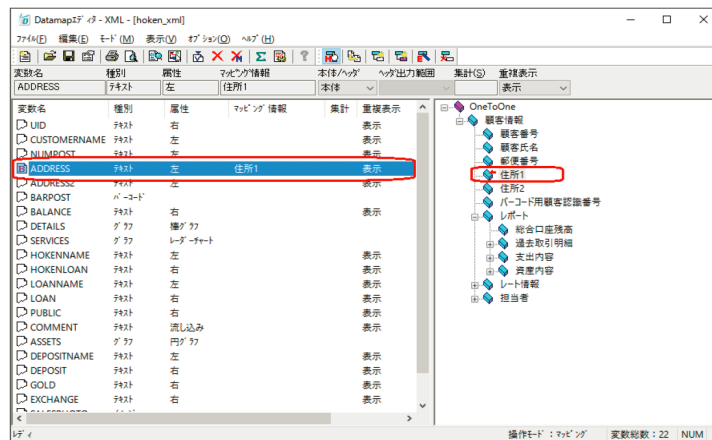 Datamapｴﾃﾞｨﾀ - XML - [hoken_xml]
ﾌｧｲﾙ(F) 編集(E) ﾓｰﾄﾞ(M) 表示(V) ｵﾌﾟｼｮﾝ(O) ﾍﾙﾌﾟ(H)
変数名 種別 属性 ﾏｯﾋﾟﾝｸﾞ情報 本体/ﾍｯﾀﾞ ﾍｯﾀﾞ出力範囲 集計(S) 重複表示
ADDRESS ﾃｷｽﾄ 左 住所1 本体 表示
変数名 種別 属性 ﾏｯﾋﾟﾝｸﾞ情報 集計 重複表示
UID ﾃｷｽﾄ 右 表示
CUSTOMERNAME ﾃｷｽﾄ 左 表示
NUMPOST ﾃｷｽﾄ 左 表示
ADDRESS ﾃｷｽﾄ 左 住所1 表示
ADDRESS2 ﾃｷｽﾄ 左 表示
BARPOST ﾊﾞｰｺｰﾄﾞ
BALANCE ﾃｷｽﾄ 右 表示
DETAILS ｸﾞﾗﾌ 棒ｸﾞﾗﾌ
SERVICES ｸﾞﾗﾌ ﾚｰﾀﾞｰﾁｬｰﾄ
HOKENNAME ﾃｷｽﾄ 左 表示
HOKENLOAN ﾃｷｽﾄ 右 表示
LOANNAME ﾃｷｽﾄ 左 表示
LOAN ﾃｷｽﾄ 右 表示
PUBLIC ﾃｷｽﾄ 右 表示
COMMENT ﾃｷｽﾄ 流し込み 表示
ASSETS ｸﾞﾗﾌ 円ｸﾞﾗﾌ
DEPOSITNAME ﾃｷｽﾄ 左 表示
DEPOSIT ﾃｷｽﾄ 右 表示
GOLD ﾃｷｽﾄ 右 表示
EXCHANGE ﾃｷｽﾄ 右 表示
OneToOne
顧客情報
顧客番号
顧客氏名
郵便番号
住所1
住所2
バーコード用顧客認識番号
レポート
総合口座残高
過去取引明細
支出内容
資産内容
レート情報
担当者
ﾚﾃﾞｨ 操作ﾓｰﾄﾞ：ﾏｯﾋﾟﾝｸﾞ 変数総数：22 NUM